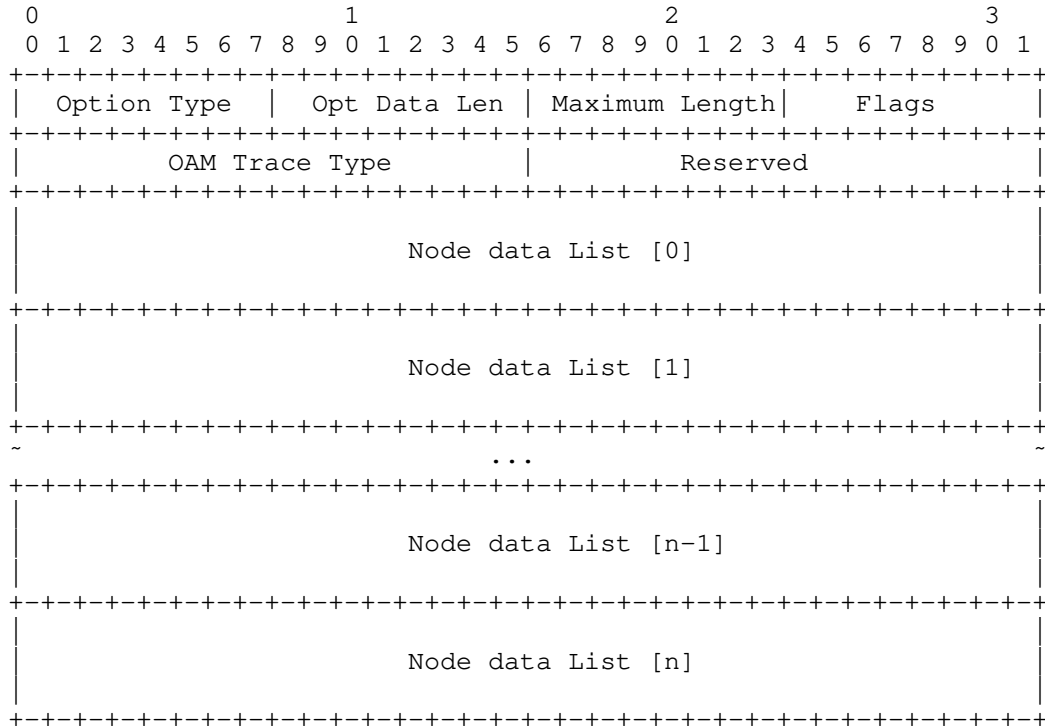 0                   1                   2                   3
0 1 2 3 4 5 6 7 8 9 0 1 2 3 4 5 6 7 8 9 0 1 2 3 4 5 6 7 8 9 0 1
+-+-+-+-+-+-+-+-+-+-+-+-+-+-+-+-+-+-+-+-+-+-+-+-+-+-+-+-+-+-+-+-+
|  Option Type  |  Opt Data Len | Maximum Length|    Flags      |
+-+-+-+-+-+-+-+-+-+-+-+-+-+-+-+-+-+-+-+-+-+-+-+-+-+-+-+-+-+-+-+-+
|         OAM Trace Type        |         Reserved              |
+-+-+-+-+-+-+-+-+-+-+-+-+-+-+-+-+-+-+-+-+-+-+-+-+-+-+-+-+-+-+-+-+
|                                                               |
|                        Node data List [0]                     |
|                                                               |
+-+-+-+-+-+-+-+-+-+-+-+-+-+-+-+-+-+-+-+-+-+-+-+-+-+-+-+-+-+-+-+-+
|                                                               |
|                        Node data List [1]                     |
|                                                               |
+-+-+-+-+-+-+-+-+-+-+-+-+-+-+-+-+-+-+-+-+-+-+-+-+-+-+-+-+-+-+-+-+
~                             ...                               ~
+-+-+-+-+-+-+-+-+-+-+-+-+-+-+-+-+-+-+-+-+-+-+-+-+-+-+-+-+-+-+-+-+
|                                                               |
|                        Node data List [n-1]                   |
|                                                               |
+-+-+-+-+-+-+-+-+-+-+-+-+-+-+-+-+-+-+-+-+-+-+-+-+-+-+-+-+-+-+-+-+
|                                                               |
|                        Node data List [n]                     |
|                                                               |
+-+-+-+-+-+-+-+-+-+-+-+-+-+-+-+-+-+-+-+-+-+-+-+-+-+-+-+-+-+-+-+-+